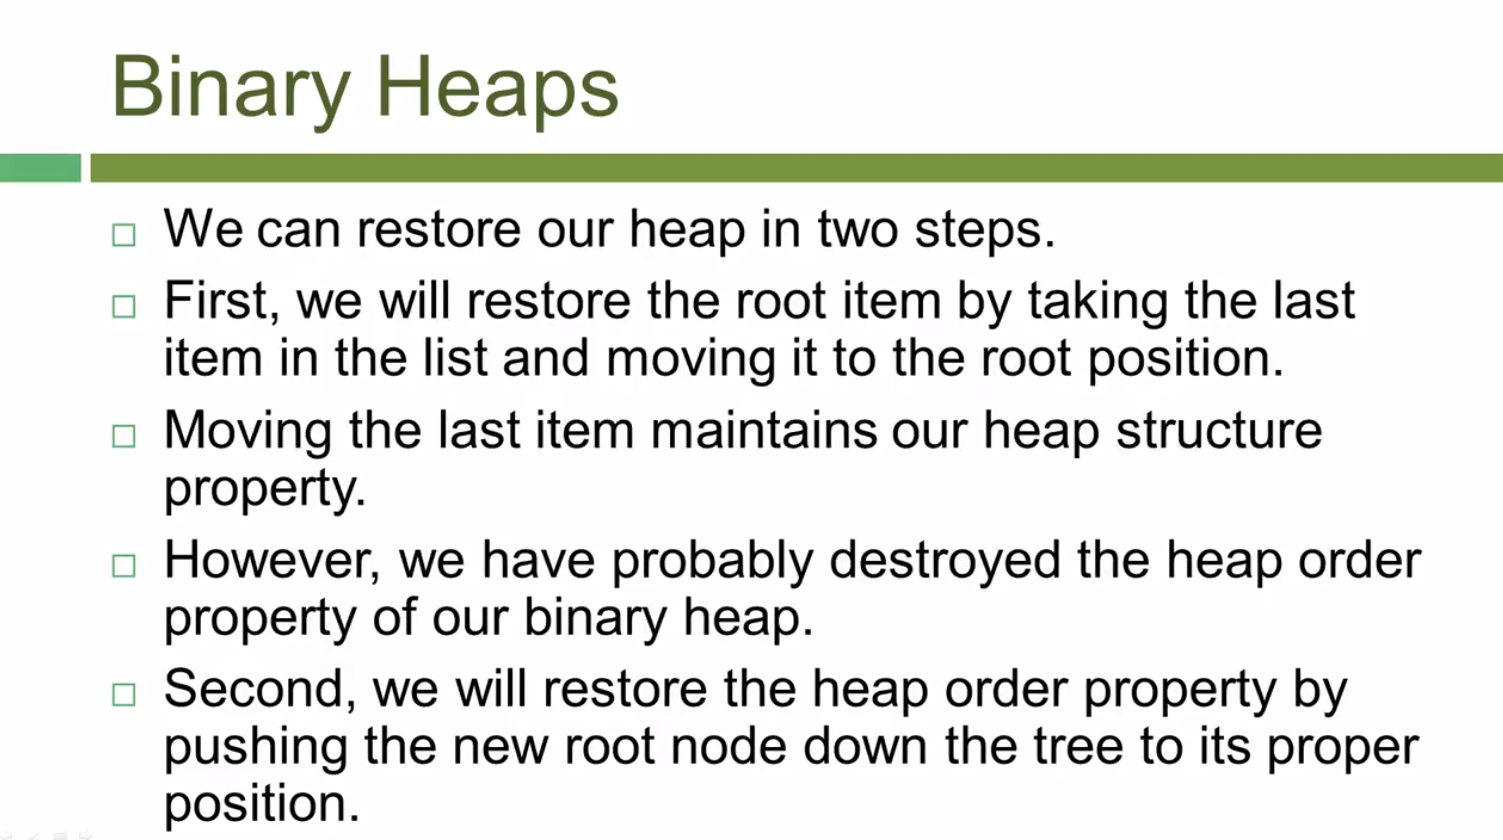 Binary Heaps
We can restore our heap in two steps.
First, we will restore the root item by taking the last
item in the list and moving it to the root position.
Moving the last item maintains our heap structure
property.
However, we have probably destroyed the heap order
property of our binary heap.
Second, we will restore the heap order property by
pushing the new root node down the tree to its proper
position.